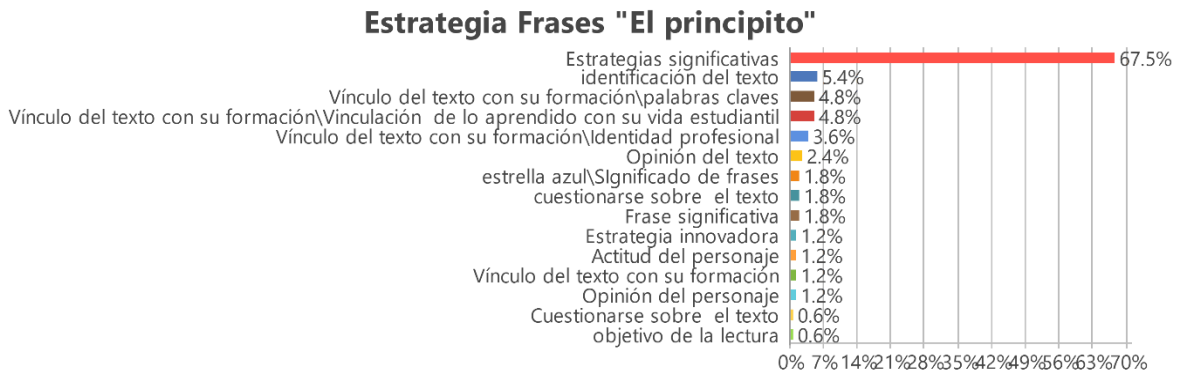 Estrategia Frases "El principito"
Estrategias significativas 67.5%
identificación del texto 5.4%
Vínculo del texto con su formación\palabras claves 4.8%
Vínculo del texto con su formación\Vinculación  de lo aprendido con su vida estudiantil 4.8%
Vínculo del texto con su formación\Identidad profesional 3.6%
Opinión del texto 2.4%
estrella azul\SIgnificado de frases 1.8%
cuestionarse sobre  el texto 1.8%
Frase significativa 1.8%
Estrategia innovadora 1.2%
Actitud del personaje 1.2%
Vínculo del texto con su formación 1.2%
Opinión del personaje 1.2%
Cuestionarse sobre  el texto 0.6%
objetivo de la lectura 0.6%
0% 7% 14% 21% 28% 35% 42% 49% 56% 63% 70%